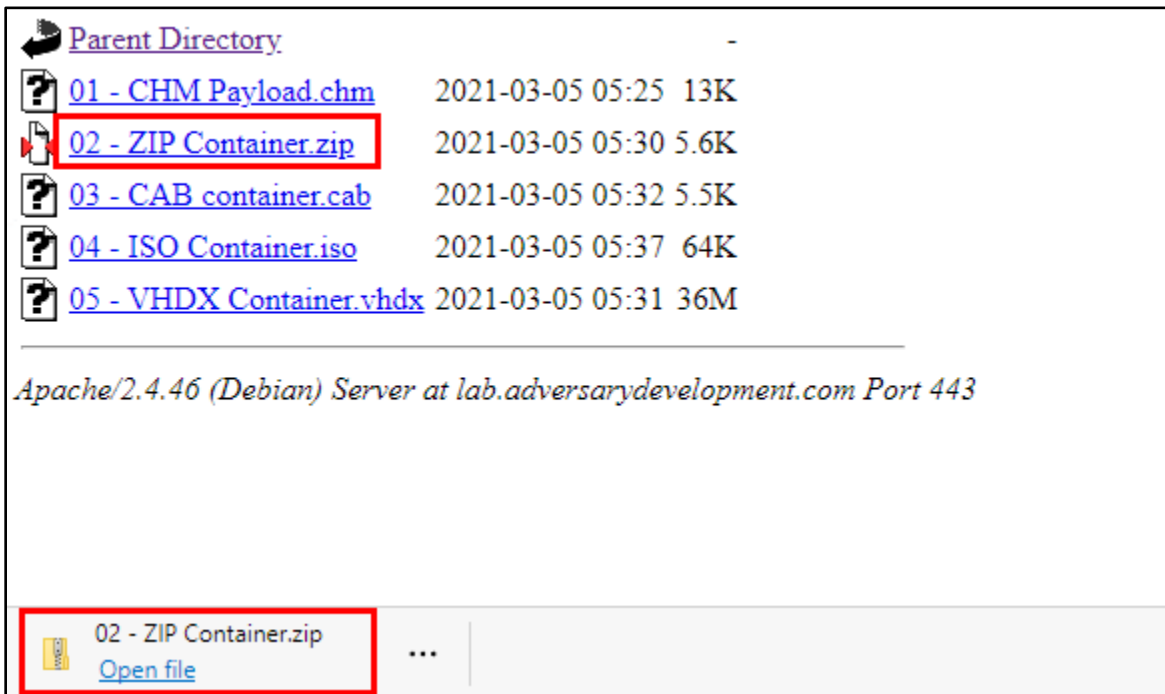 Parent Directory -
01 - CHM Payload.chm 2021-03-05 05:25 13K
02 - ZIP Container.zip 2021-03-05 05:30 5.6K
03 - CAB container.cab 2021-03-05 05:32 5.5K
04 - ISO Container.iso 2021-03-05 05:37 64K
05 - VHDX Container.vhdx 2021-03-05 05:31 36M
Apache/2.4.46 (Debian) Server at lab.adversarydevelopment.com Port 443
02 - ZIP Container.zip
Open file